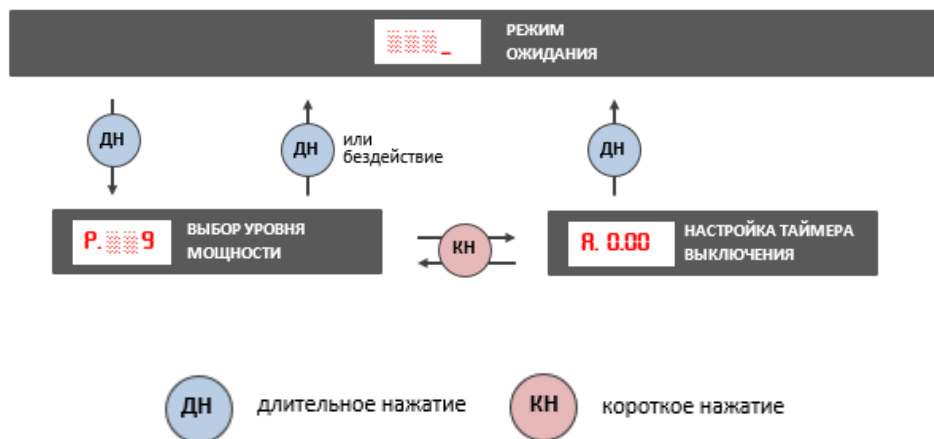 РЕЖИМ
ОЖИДАНИЯ
ДН
ДН
или
бездействие
ДН
P. 9
ВЫБОР УРОВНЯ
МОЩНОСТИ
КН
A. 0.00
НАСТРОЙКА ТАЙМЕРА
ВЫКЛЮЧЕНИЯ
ДН
длительное нажатие
КН
короткое нажатие